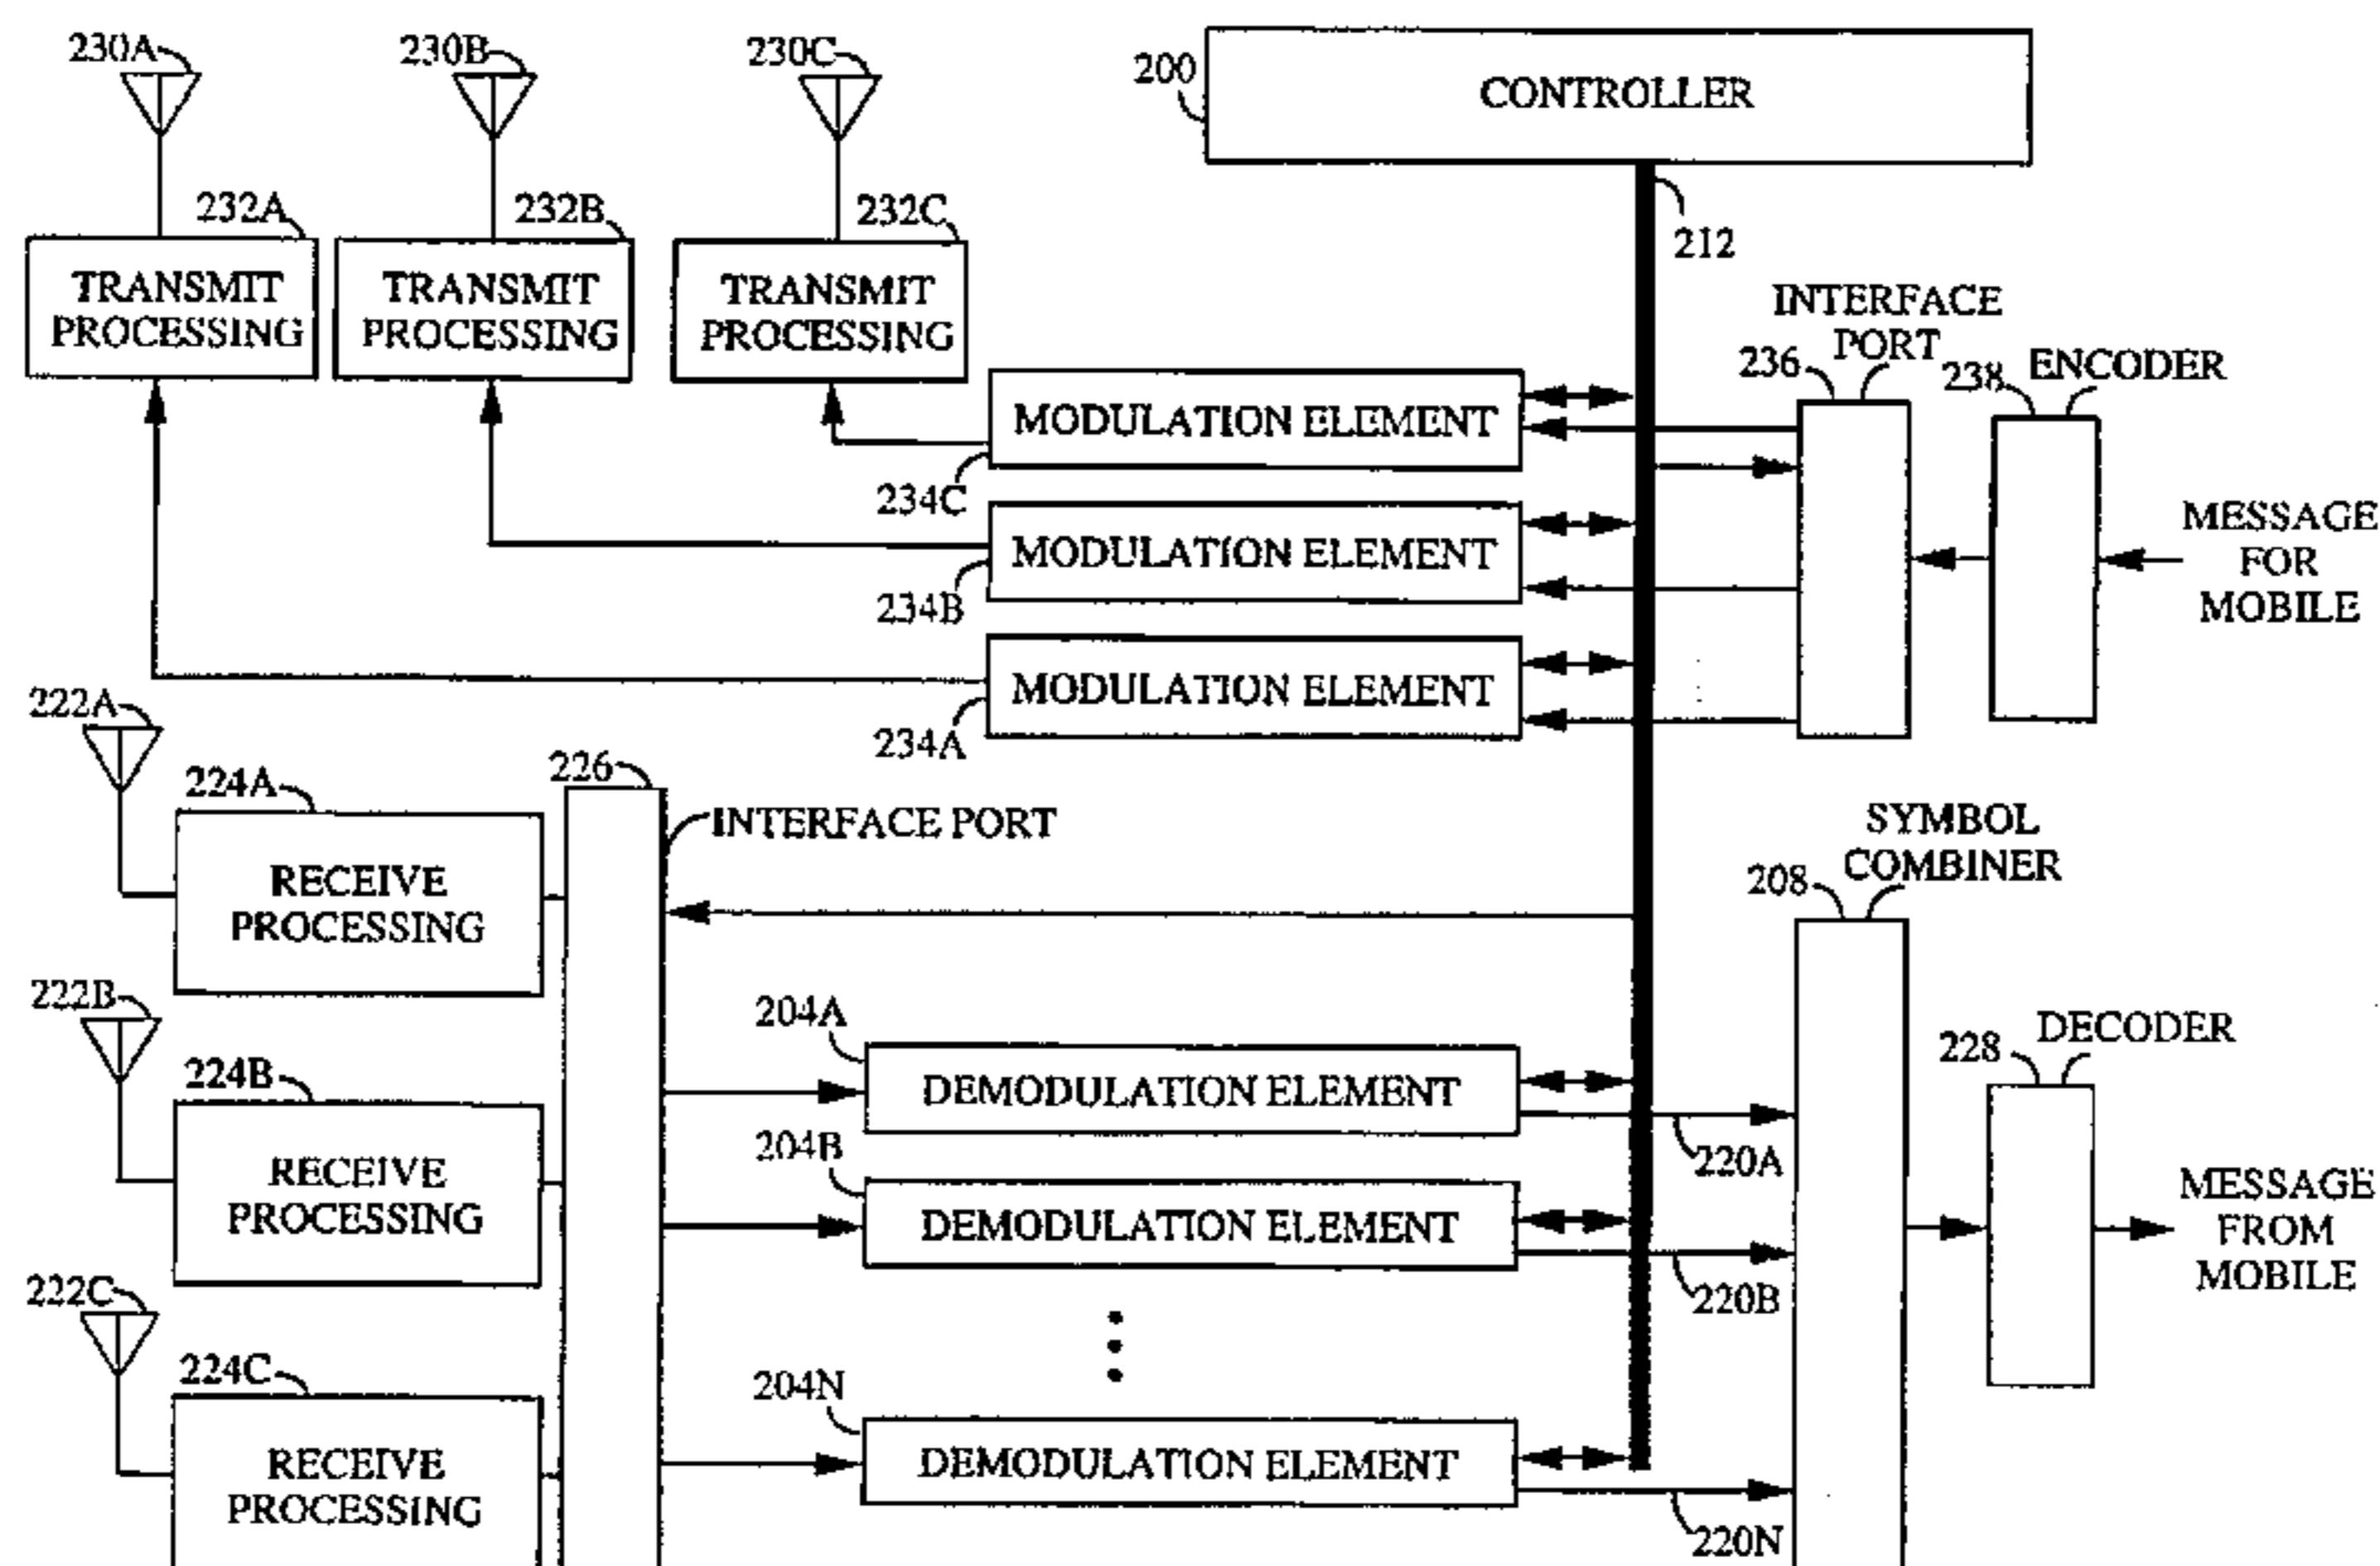 230A
230B
230C
200
CONTROLLER
212
232A
232B
232C
TRANSMIT
PROCESSING
TRANSMIT
PROCESSING
TRANSMIT
PROCESSING
INTERFACE
PORT
236
238
ENCODER
MODULATION ELEMENT
234C
MODULATION ELEMENT
234B
MODULATION ELEMENT
234A
MESSAGE
FOR
MOBILE
222A
224A
226
INTERFACE PORT
RECEIVE
PROCESSING
SYMBOL
COMBINER
208
222B
224B
RECEIVE
PROCESSING
204A
DEMODULATION ELEMENT
220A
204B
DEMODULATION ELEMENT
220B
228
DECODER
MESSAGE
FROM
MOBILE
222C
224C
RECEIVE
PROCESSING
204N
DEMODULATION ELEMENT
220N